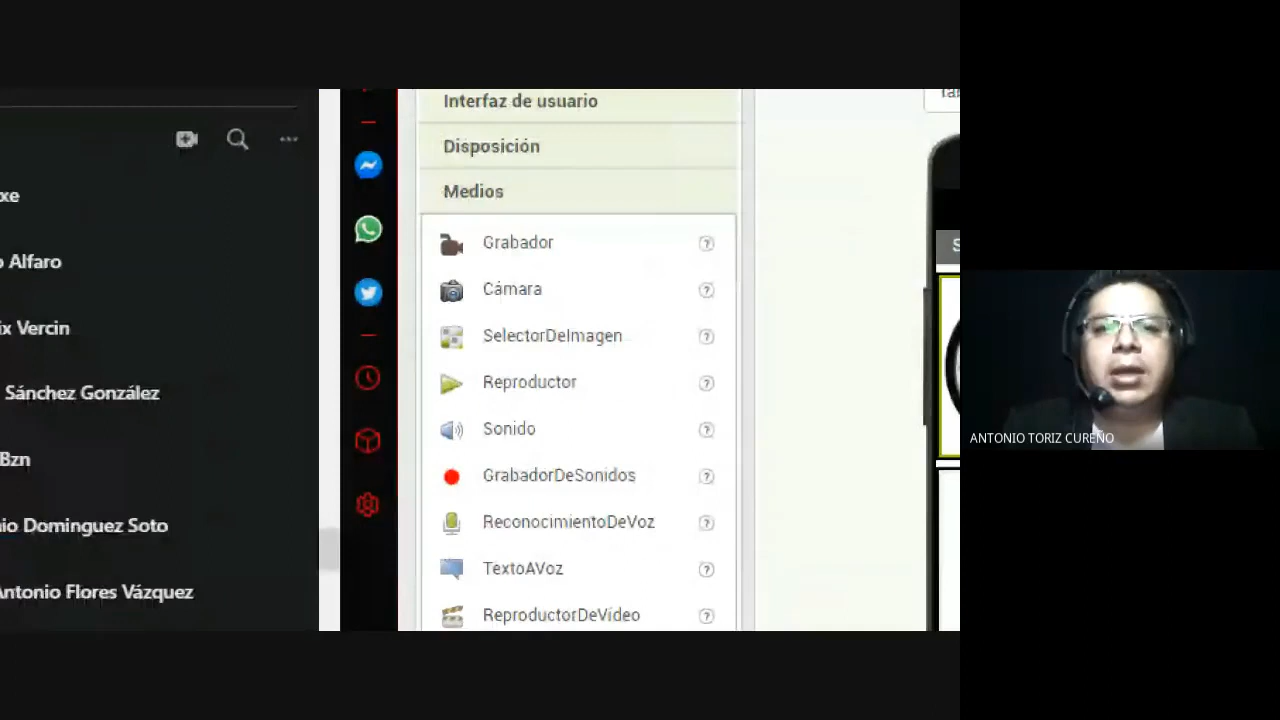 xe
o Alfaro
ix Vercin
Sánchez González
Bzn
io Dominguez Soto
Antonio Flores Vázquez
Interfaz de usuario
Disposición
Medios
Grabador
Cámara
SelectorDeImagen
Reproductor
Sonido
GrabadorDeSonidos
ReconocimientoDeVoz
TextoAVoz
ReproductorDeVídeo
S
ANTONIO TORIZ CUREÑO